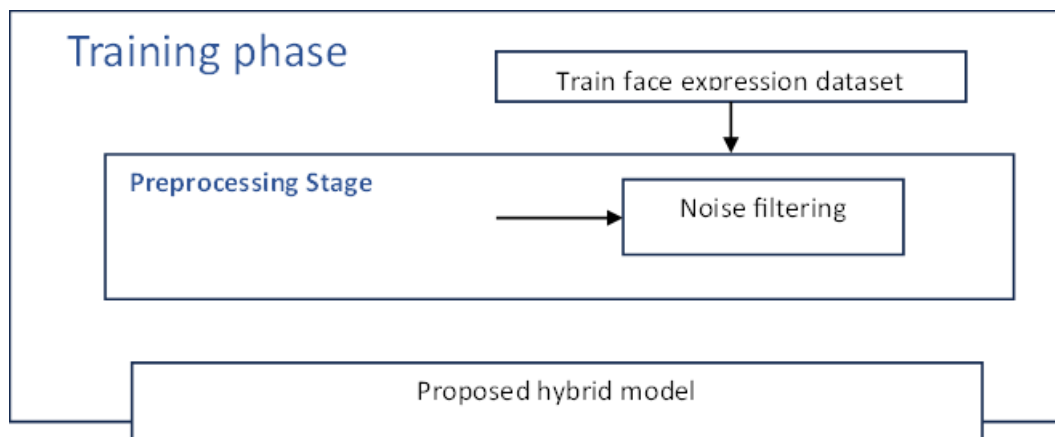 Training phase
Train face expression dataset
Preprocessing Stage
Noise filtering
Proposed hybrid model